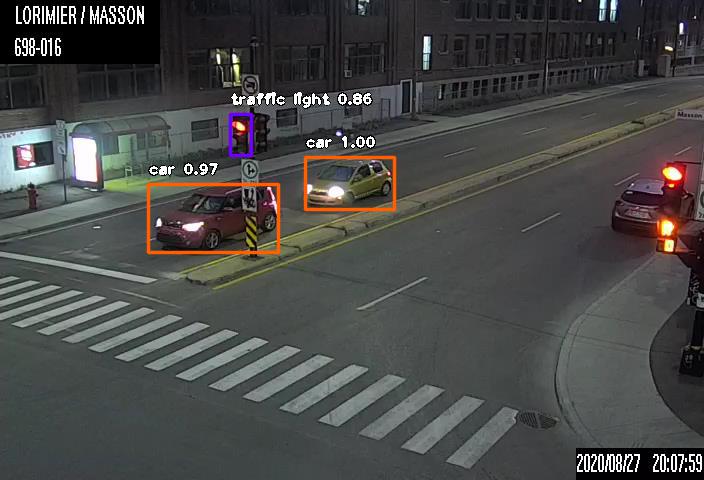 LORIMIER / MASSON
698-016
traffic light 0.86
car 1.00
car 0.97
Masson
2020/08/27 20:07:59